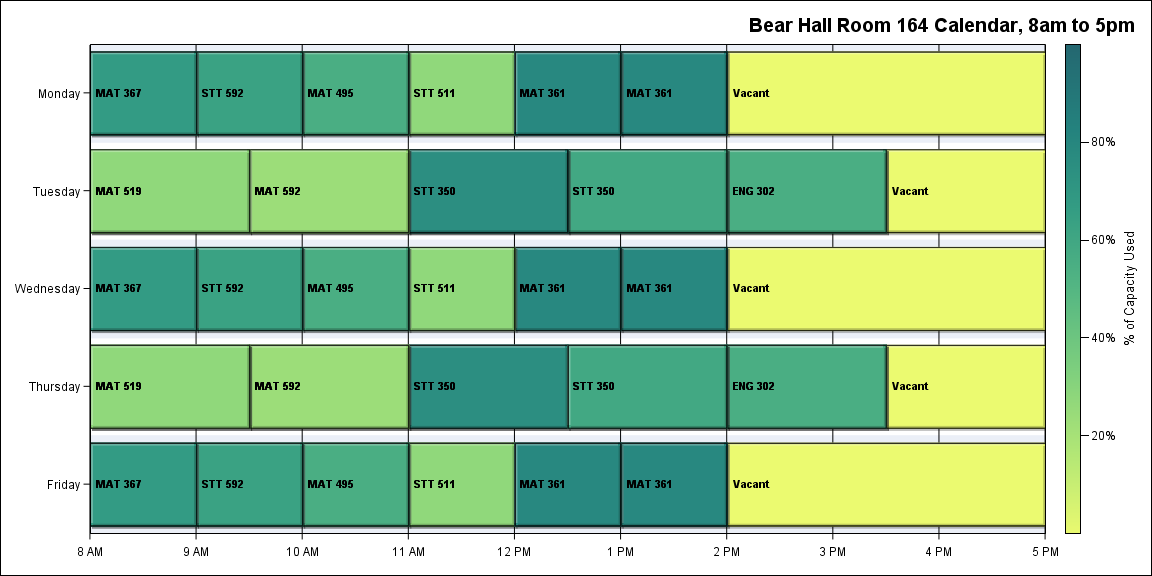 Bear Hall Room 164 Calendar, 8am to 5pm
Monday
MAT 367 STT 592 MAT 495 STT 511 MAT 361 MAT 361 Vacant
Tuesday
MAT 519 MAT 592 STT 350 STT 350 ENG 302 Vacant
Wednesday
MAT 367 STT 592 MAT 495 STT 511 MAT 361 MAT 361 Vacant
Thursday
MAT 519 MAT 592 STT 350 STT 350 ENG 302 Vacant
Friday
MAT 367 STT 592 MAT 495 STT 511 MAT 361 MAT 361 Vacant
8 AM 9 AM 10 AM 11 AM 12 PM 1 PM 2 PM 3 PM 4 PM 5 PM
80%
60%
40%
20%
% of Capacity Used